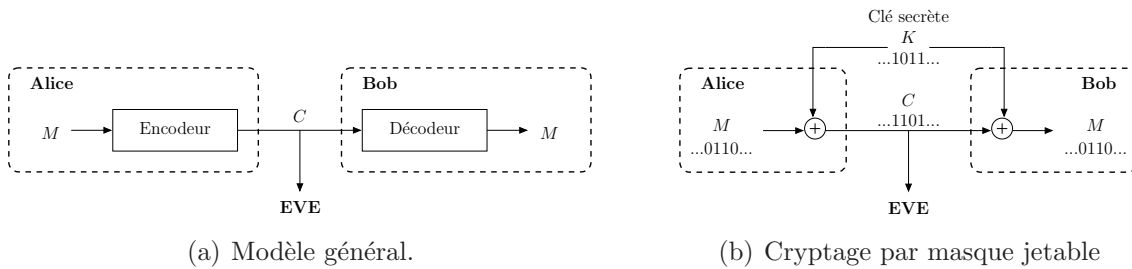 Alice
Bob
M
Encodeur
C
Décodeur
M
EVE
(a) Modèle général.
Clé secrète
K
...1011...
Alice
Bob
C
...1101...
M
...0110...
+
+
M
...0110...
EVE
(b) Cryptage par masque jetable